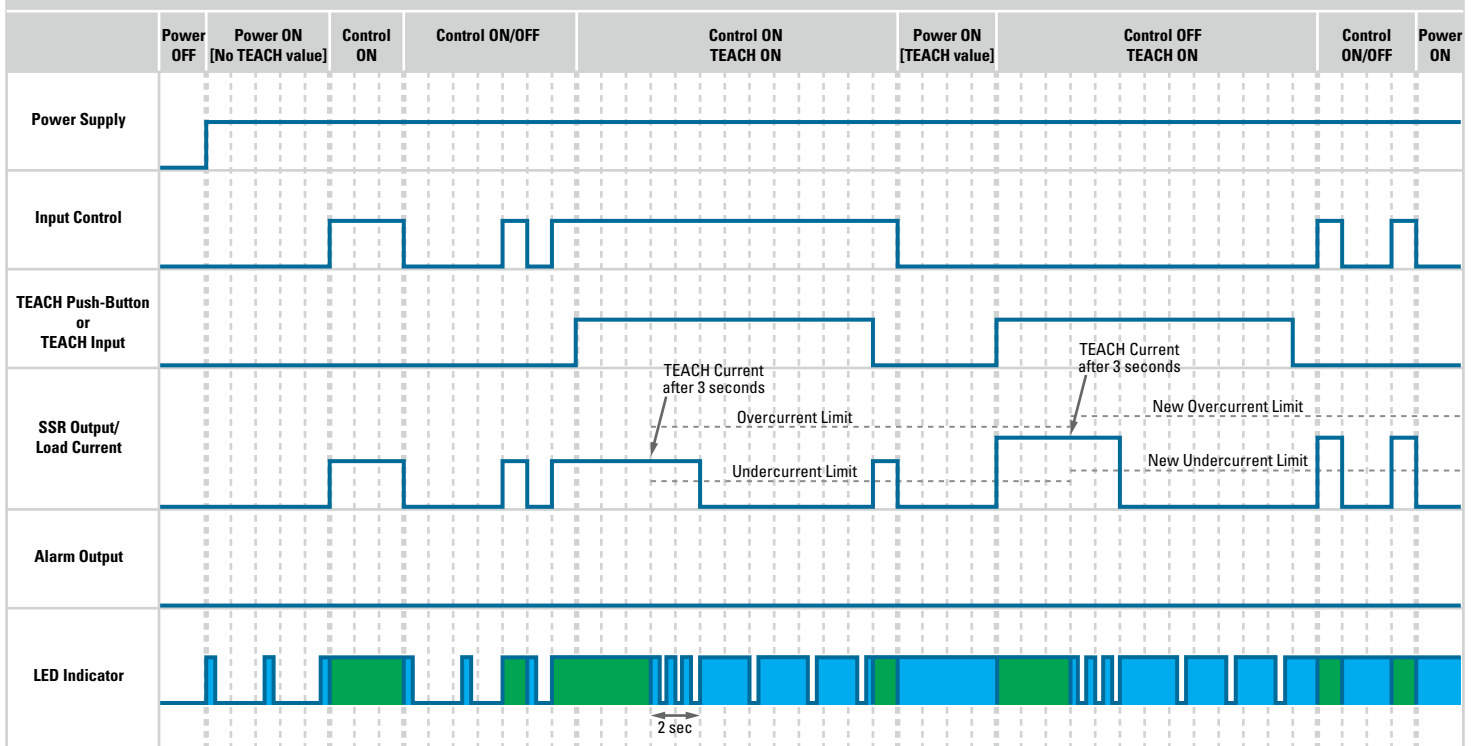 Power
OFF
Power ON
[No TEACH value]
Control
ON
Control ON/OFF
Control ON
TEACH ON
Power ON
[TEACH value]
Control OFF
TEACH ON
Control
ON/OFF
Power
ON
Power Supply
Input Control
TEACH Push-Button
or
TEACH Input
TEACH Current
after 3 seconds
TEACH Current
after 3 seconds
SSR Output/
Load Current
Overcurrent Limit
New Overcurrent Limit
Undercurrent Limit
New Undercurrent Limit
Alarm Output
LED Indicator
2 sec